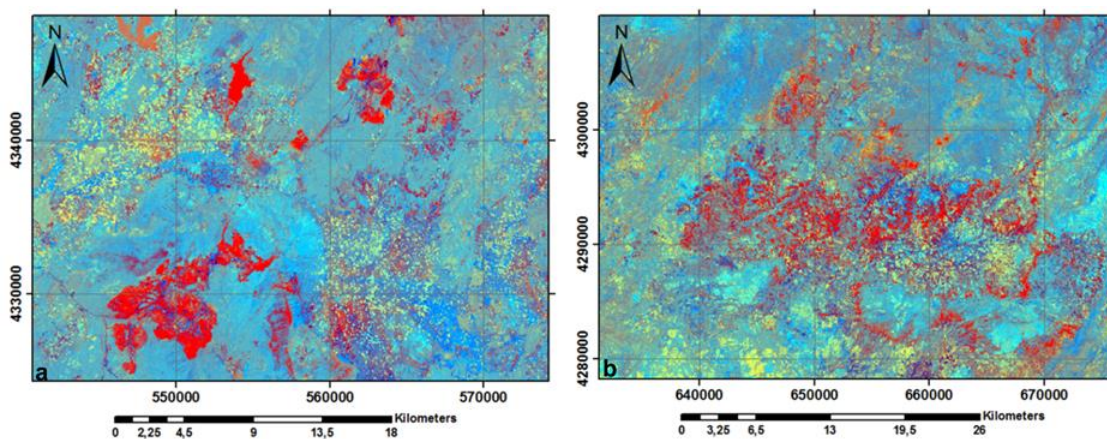 N
4340000
4330000
a
550000 560000 570000
Kilometers
0 2,25 4,5 9 13,5 18
N
4300000
4290000
4280000
b
640000 650000 660000 670000
Kilometers
0 3,25 6,5 13 19,5 26